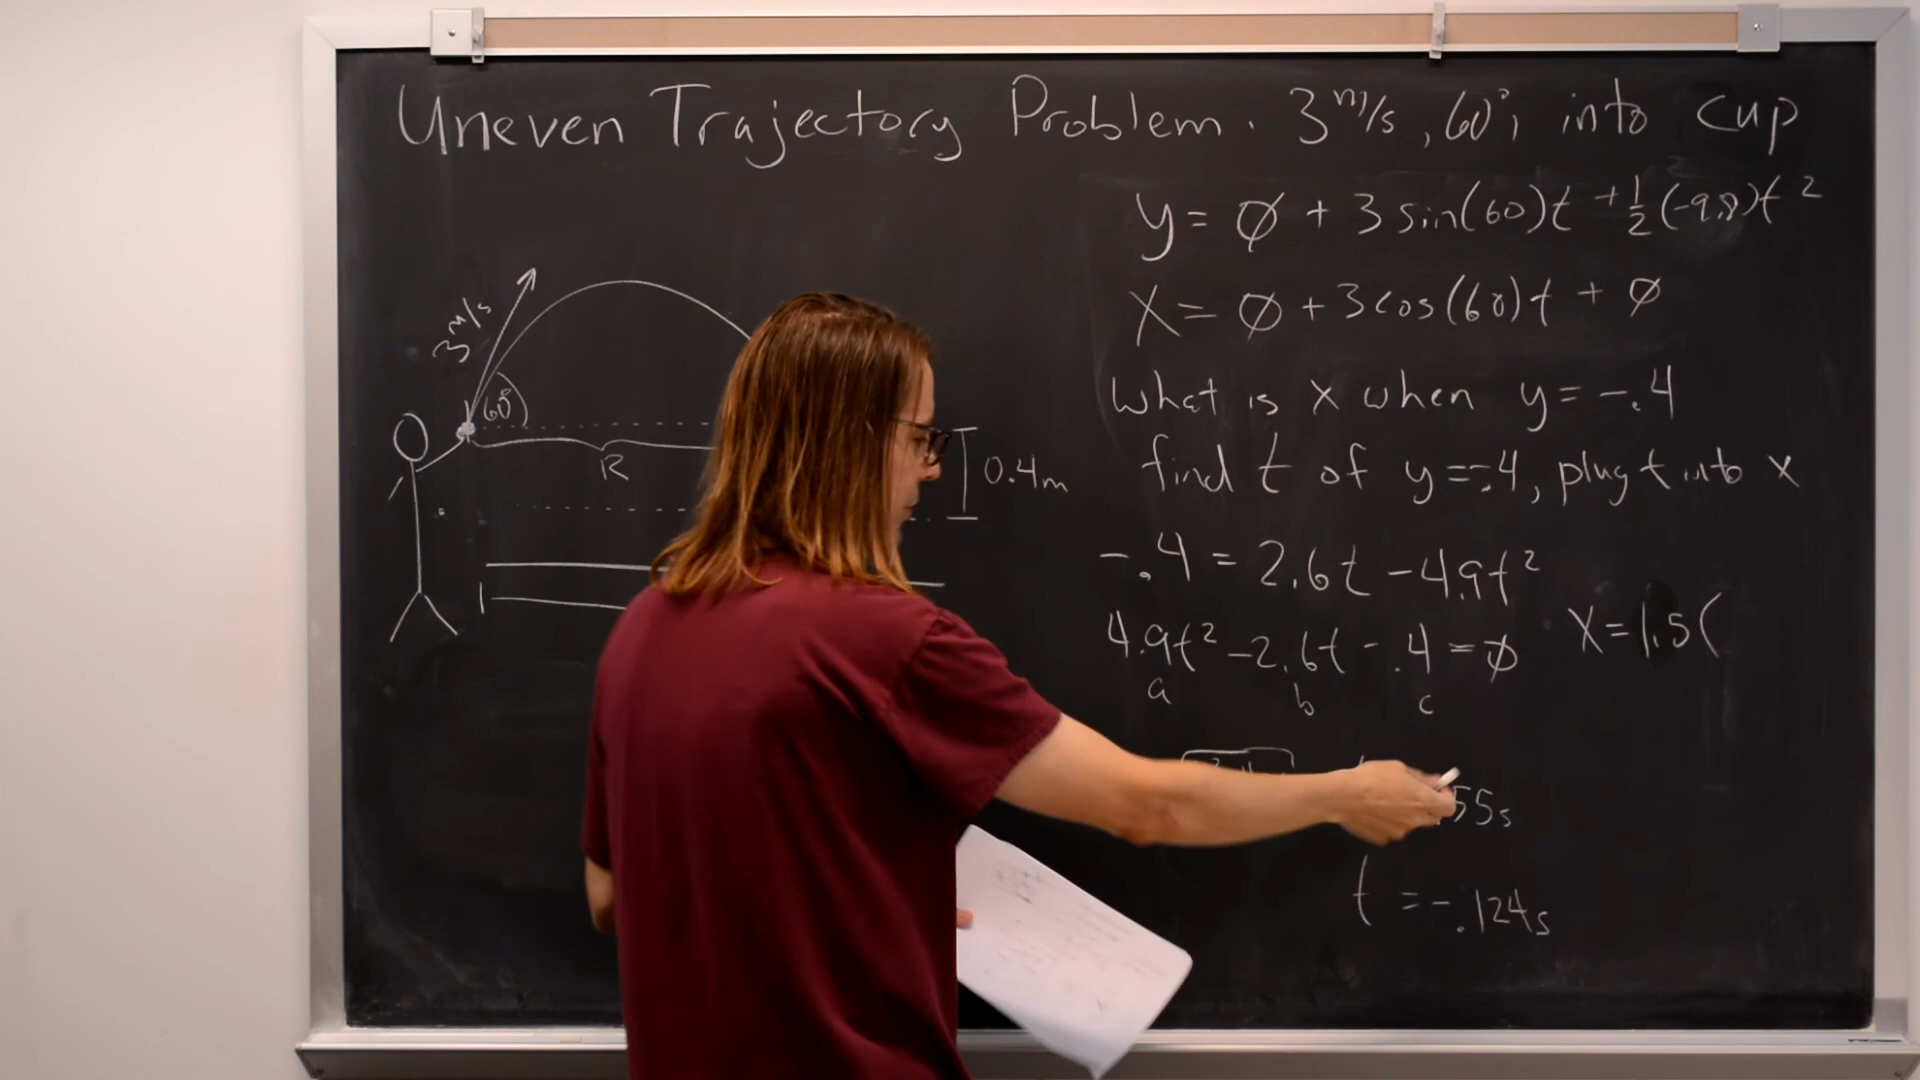 Uneven Trajectory Problem. 3 m/s, 60°, into cup
y = ∅ + 3 sin(60)t + 1/2 (-9.8)t²
X = ∅ + 3cos(60)t + ∅
What is x when y = -.4
find t of y = -.4, plug t into x
-.4 = 2.6t - 4.9t²
4.9t² - 2.6t - .4 = ∅
a b c
X = 1.5(
55s
t = -.124s
3 m/s
60°
R
0.4m